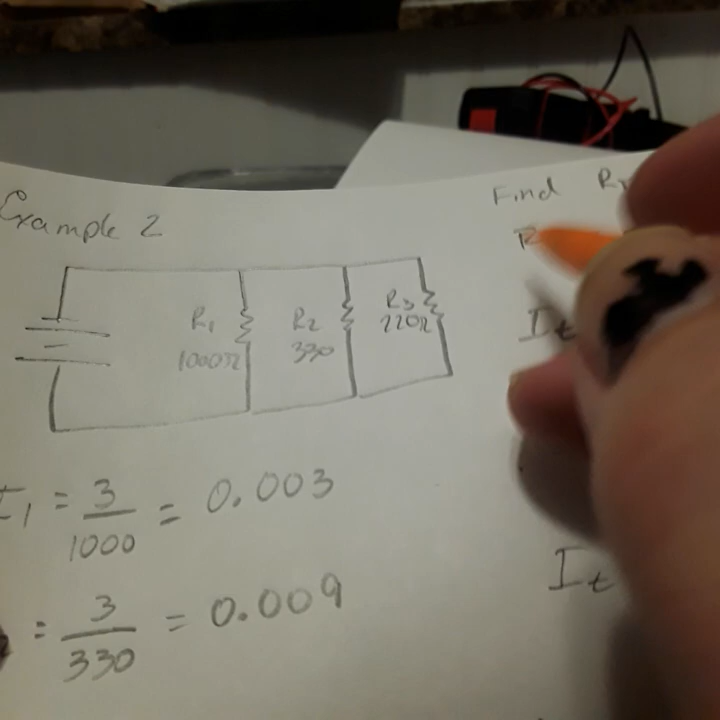 Example 2
Find
R1
1000Ω
R2
330
R3
220Ω
It
I1 = 3/1000 = 0.003
= 3/330 = 0.009
It